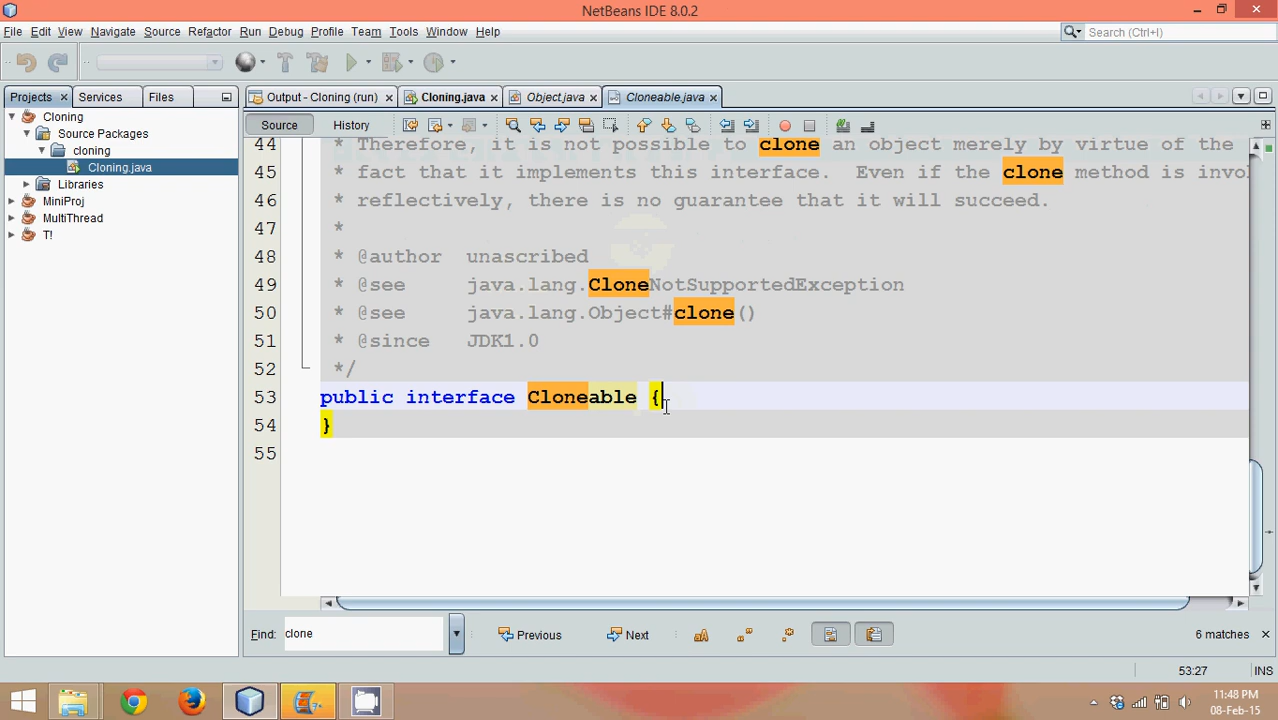 NetBeans IDE 8.0.2
File Edit View Navigate Source Refactor Run Debug Profile Team Tools Window Help
Search (Ctrl+I)
Projects Services Files
Output - Cloning (run) Cloning.java Object.java Cloneable.java
Source History
Cloning
Source Packages
cloning
Cloning.java
Libraries
MiniProj
MultiThread
T!
44 * Therefore, it is not possible to clone an object merely by virtue of the
45 * fact that it implements this interface.  Even if the clone method is invo
46 * reflectively, there is no guarantee that it will succeed.
47 *
48 * @author  unascribed
49 * @see     java.lang.CloneNotSupportedException
50 * @see     java.lang.Object#clone()
51 * @since   JDK1.0
52 */
53 public interface Cloneable {
54 }
55
Find: clone Previous Next 6 matches
53:27 INS
11:48 PM
08-Feb-15